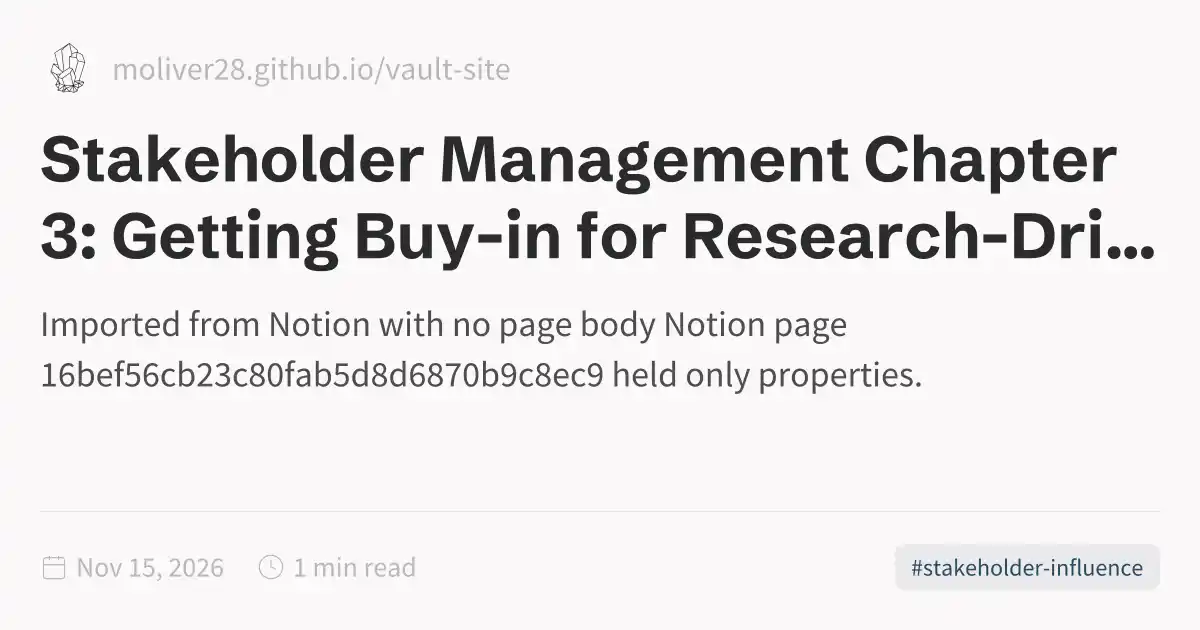 moliver28.github.io/vault-site
Stakeholder Management Chapter
3: Getting Buy-in for Research-Dri...
Imported from Notion with no page body Notion page
16bef56cb23c80fab5d8d6870b9c8ec9 held only properties.
Nov 15, 2026
1 min read
#stakeholder-influence